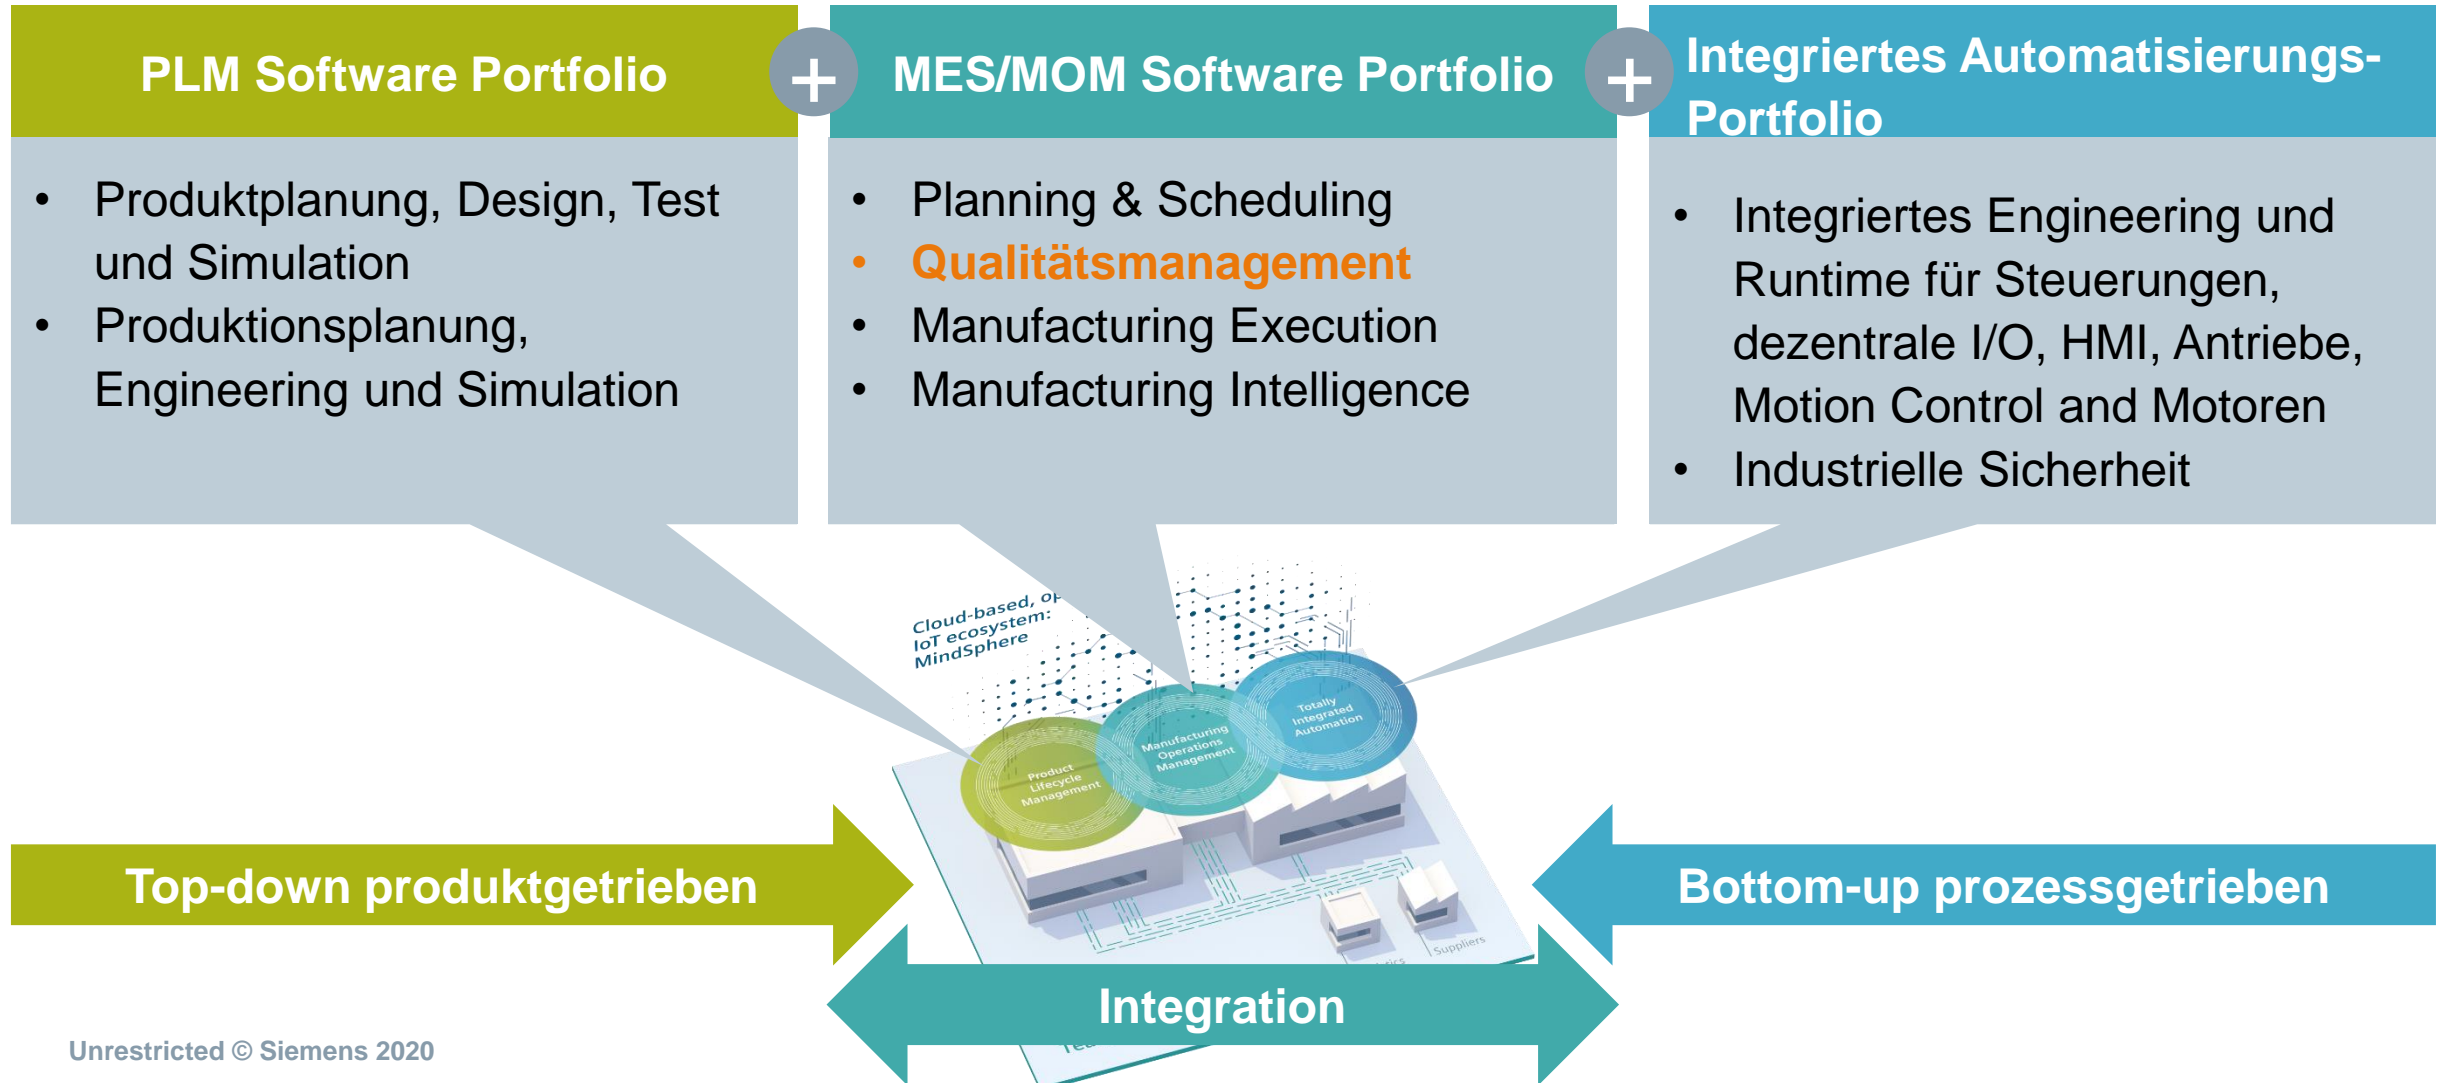 PLM Software Portfolio
+
MES/MOM Software Portfolio
+
Integriertes Automatisierungs-
Portfolio
• Produktplanung, Design, Test
und Simulation
• Produktionsplanung,
Engineering und Simulation
• Planning & Scheduling
• Qualitätsmanagement
• Manufacturing Execution
• Manufacturing Intelligence
• Integriertes Engineering und
Runtime für Steuerungen,
dezentrale I/O, HMI, Antriebe,
Motion Control and Motoren
• Industrielle Sicherheit
Cloud-based,
IoT ecosystem:
MindSphere
Product
Lifecycle
Management
Manufacturing
Operations
Management
Totally
Integrated
Automation
Top-down produktgetrieben
Bottom-up prozessgetrieben
Suppliers
Integration
Unrestricted © Siemens 2020